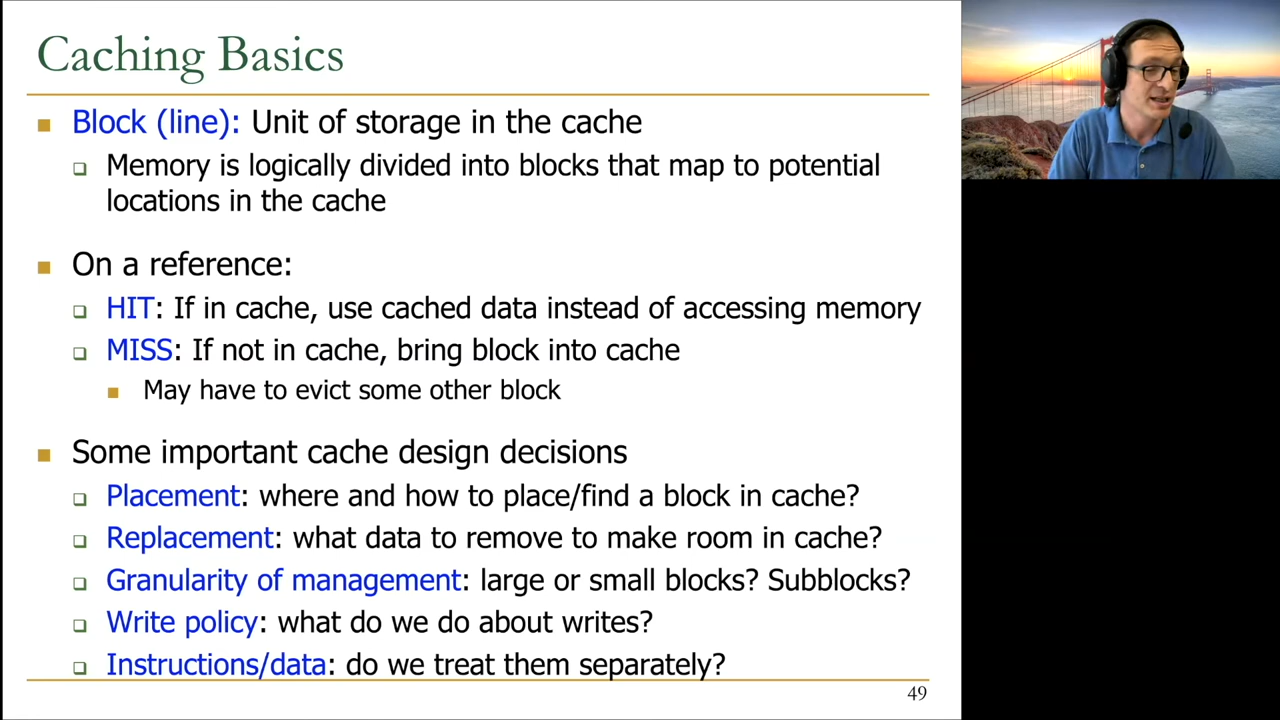 Caching Basics
Block (line): Unit of storage in the cache
Memory is logically divided into blocks that map to potential
locations in the cache
On a reference:
HIT: If in cache, use cached data instead of accessing memory
MISS: If not in cache, bring block into cache
May have to evict some other block
Some important cache design decisions
Placement: where and how to place/find a block in cache?
Replacement: what data to remove to make room in cache?
Granularity of management: large or small blocks? Subblocks?
Write policy: what do we do about writes?
Instructions/data: do we treat them separately?
49